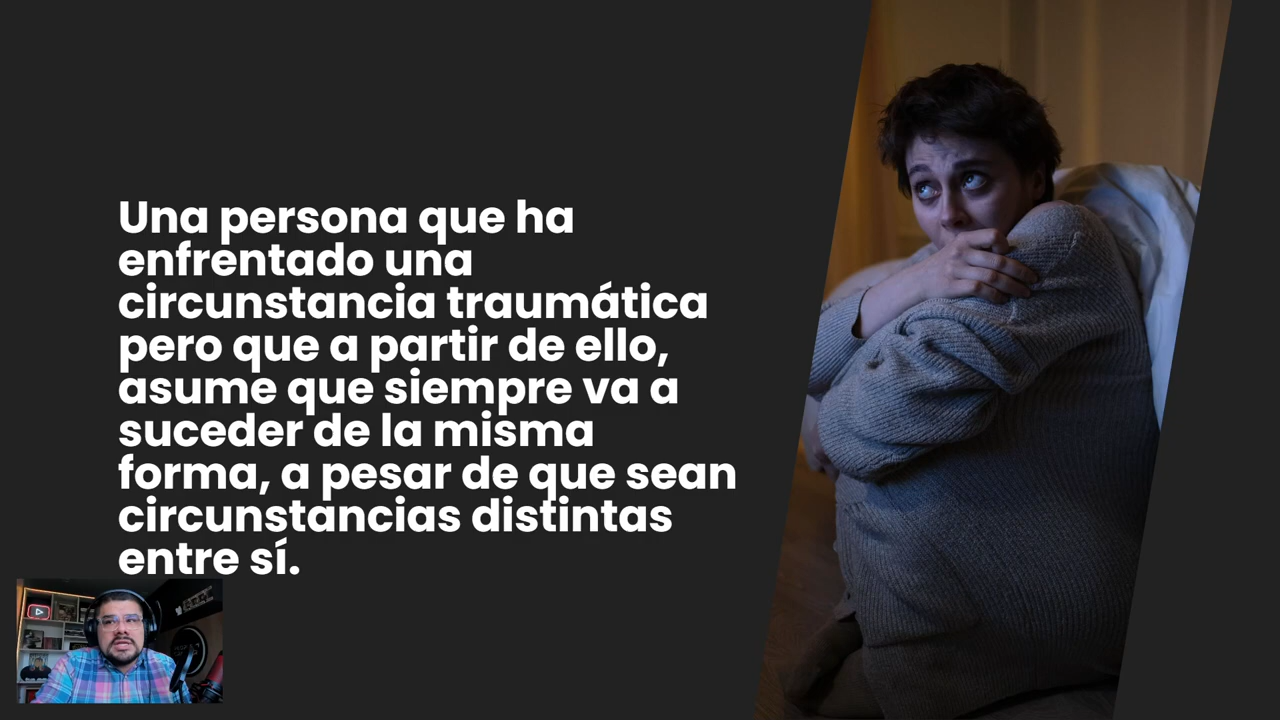 Una persona que ha
enfrentado una
circunstancia traumática
pero que a partir de ello,
asume que siempre va a
suceder de la misma
forma, a pesar de que sean
circunstancias distintas
entre sí.